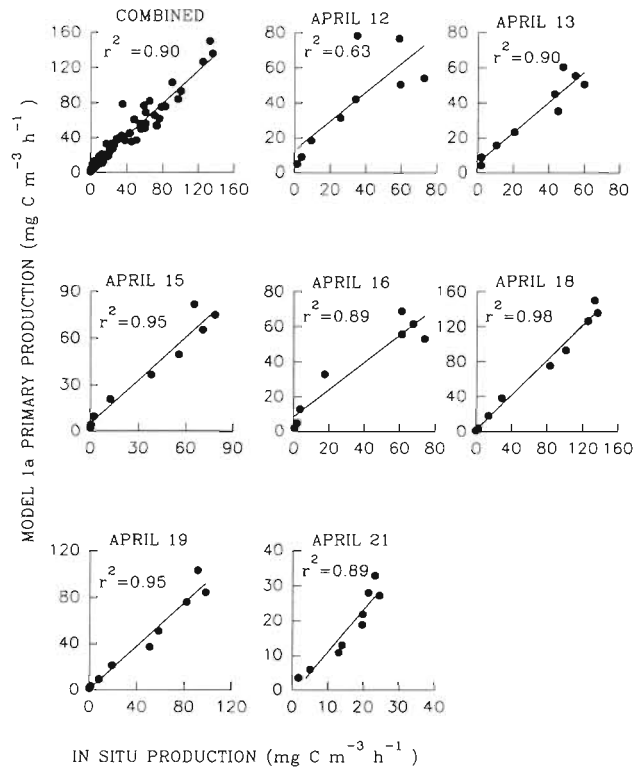 COMBINED
r² = 0.90
160
120
80
40
0
0 40 80 120 160
APRIL 12
r²=0.63
80
60
40
20
0
0 20 40 60 80
APRIL 13
r²=0.90
80
60
40
20
0
0 20 40 60 80
APRIL 15
r²=0.95
90
60
30
0
0 30 60 90
APRIL 16
r²=0.89
80
60
40
20
0
0 20 40 60 80
APRIL 18
r²=0.98
160
120
80
40
0
0 40 80 120 160
APRIL 19
r²=0.95
120
80
40
0
0 40 80 120
APRIL 21
r²=0.89
40
30
20
10
0
0 10 20 30 40
MODEL 1a PRIMARY PRODUCTION (mg C m⁻³ h⁻¹)
IN SITU PRODUCTION (mg C m⁻³ h⁻¹)